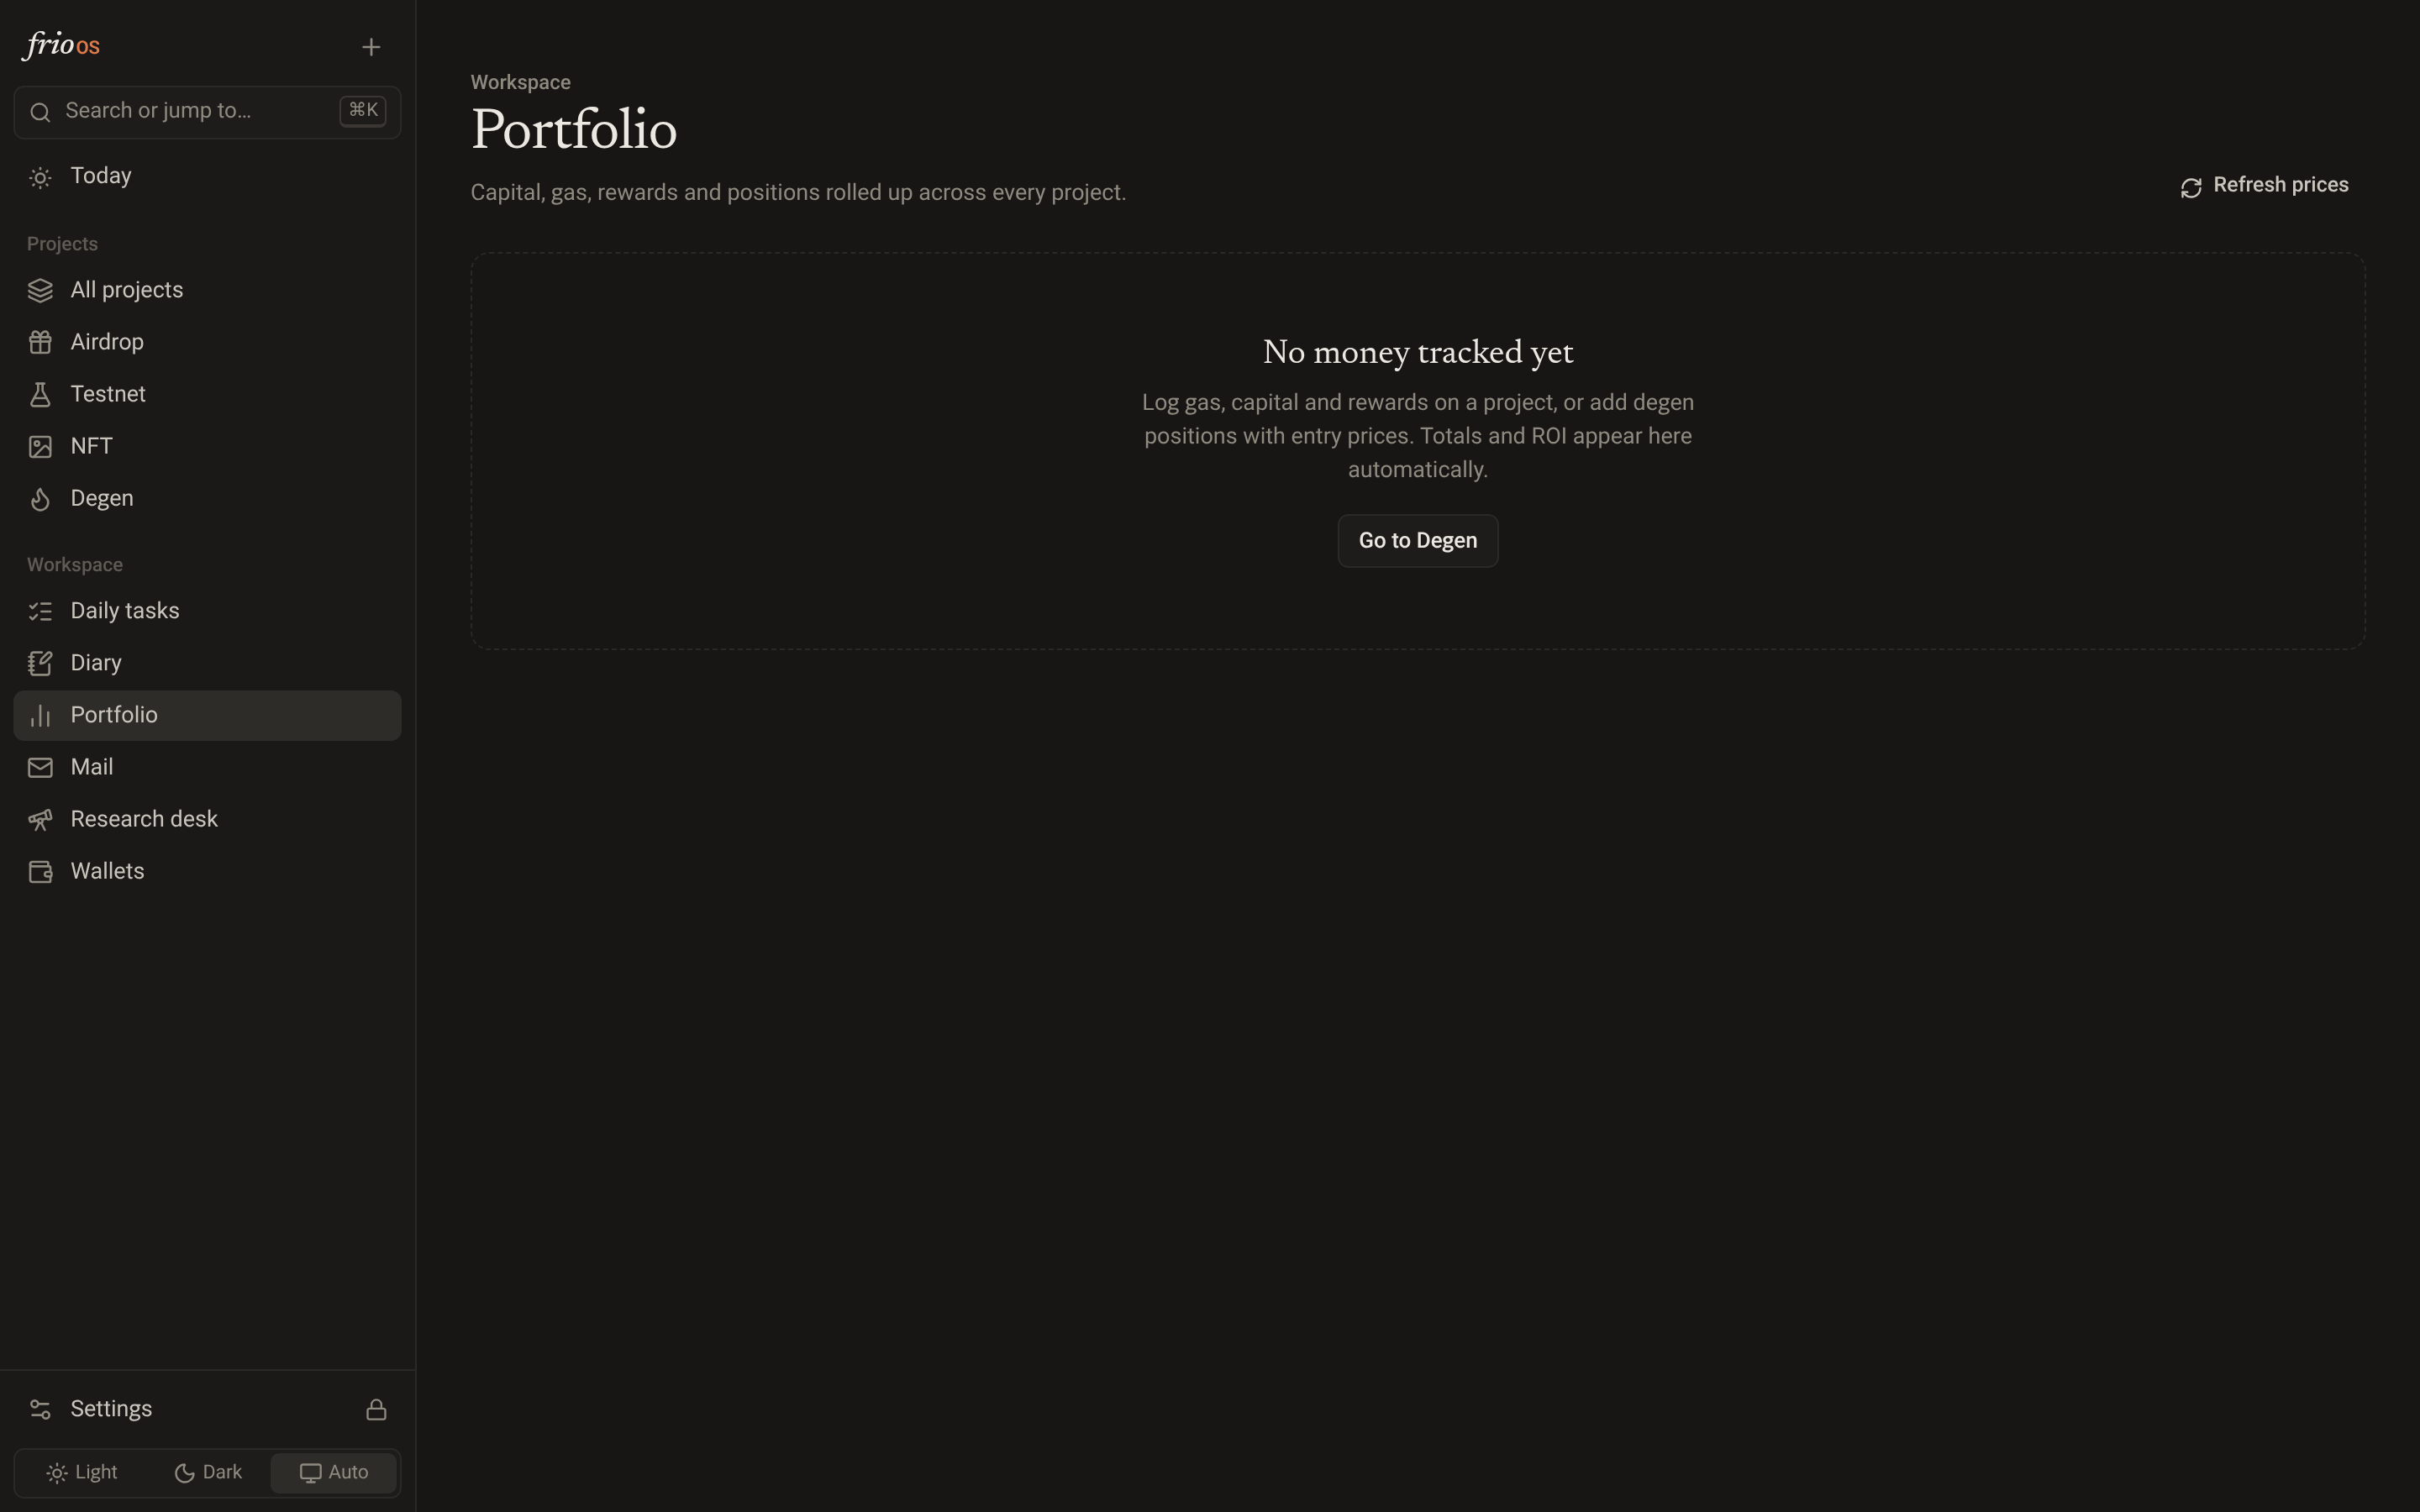 frio os
Search or jump to... ⌘K
Today
Projects
All projects
Airdrop
Testnet
NFT
Degen
Workspace
Daily tasks
Diary
Portfolio
Mail
Research desk
Wallets
Settings
Light Dark Auto
Workspace
Portfolio
Capital, gas, rewards and positions rolled up across every project.
Refresh prices
No money tracked yet
Log gas, capital and rewards on a project, or add degen
positions with entry prices. Totals and ROI appear here
automatically.
Go to Degen